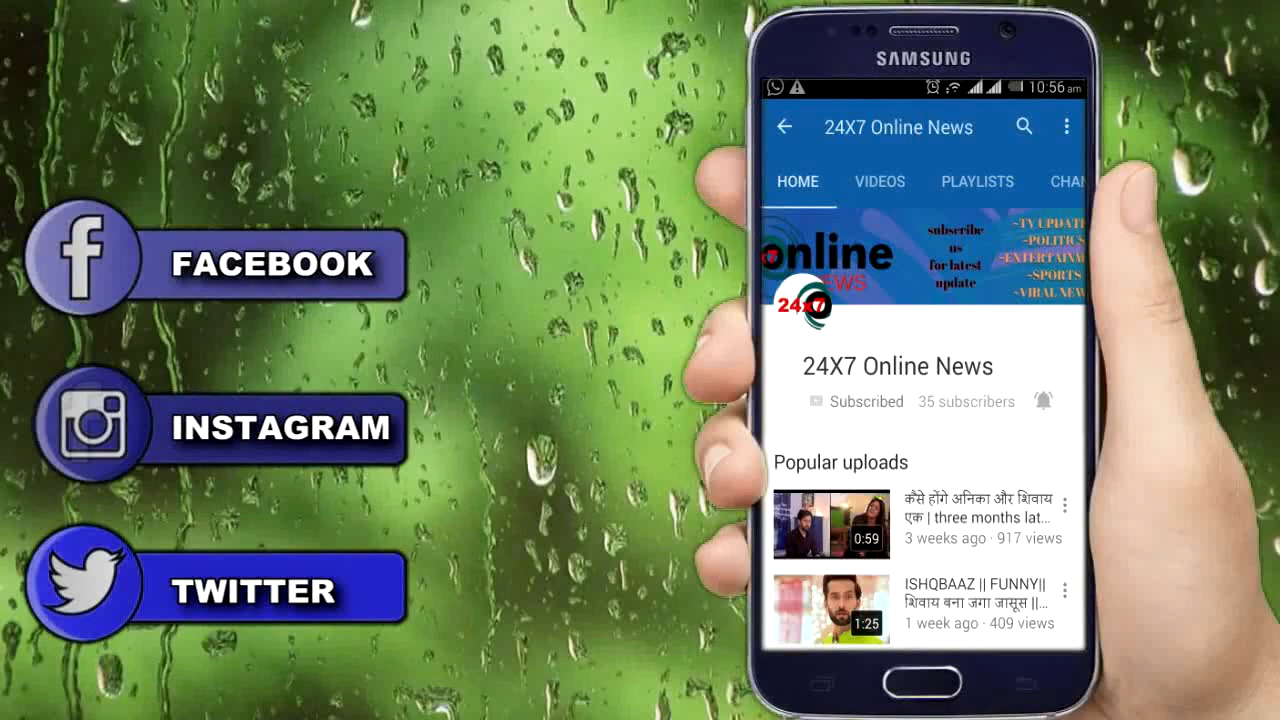 FACEBOOK
INSTAGRAM
TWITTER
SAMSUNG
10:56 am
24X7 Online News
HOME VIDEOS PLAYLISTS CHAN
online
NEWS
subscribe
us
for latest
update
~TV UPDATE
~POLITICS
~ENTERTAINM
~SPORTS
~VIRAL NEW
24x7
24X7 Online News
Subscribed 35 subscribers
Popular uploads
कैसे होंगे अनिका और शिवाय
एक | three months lat...
3 weeks ago · 917 views
0:59
ISHQBAAZ || FUNNY||
शिवाय बना जगा जासूस ||...
1 week ago · 409 views
1:25